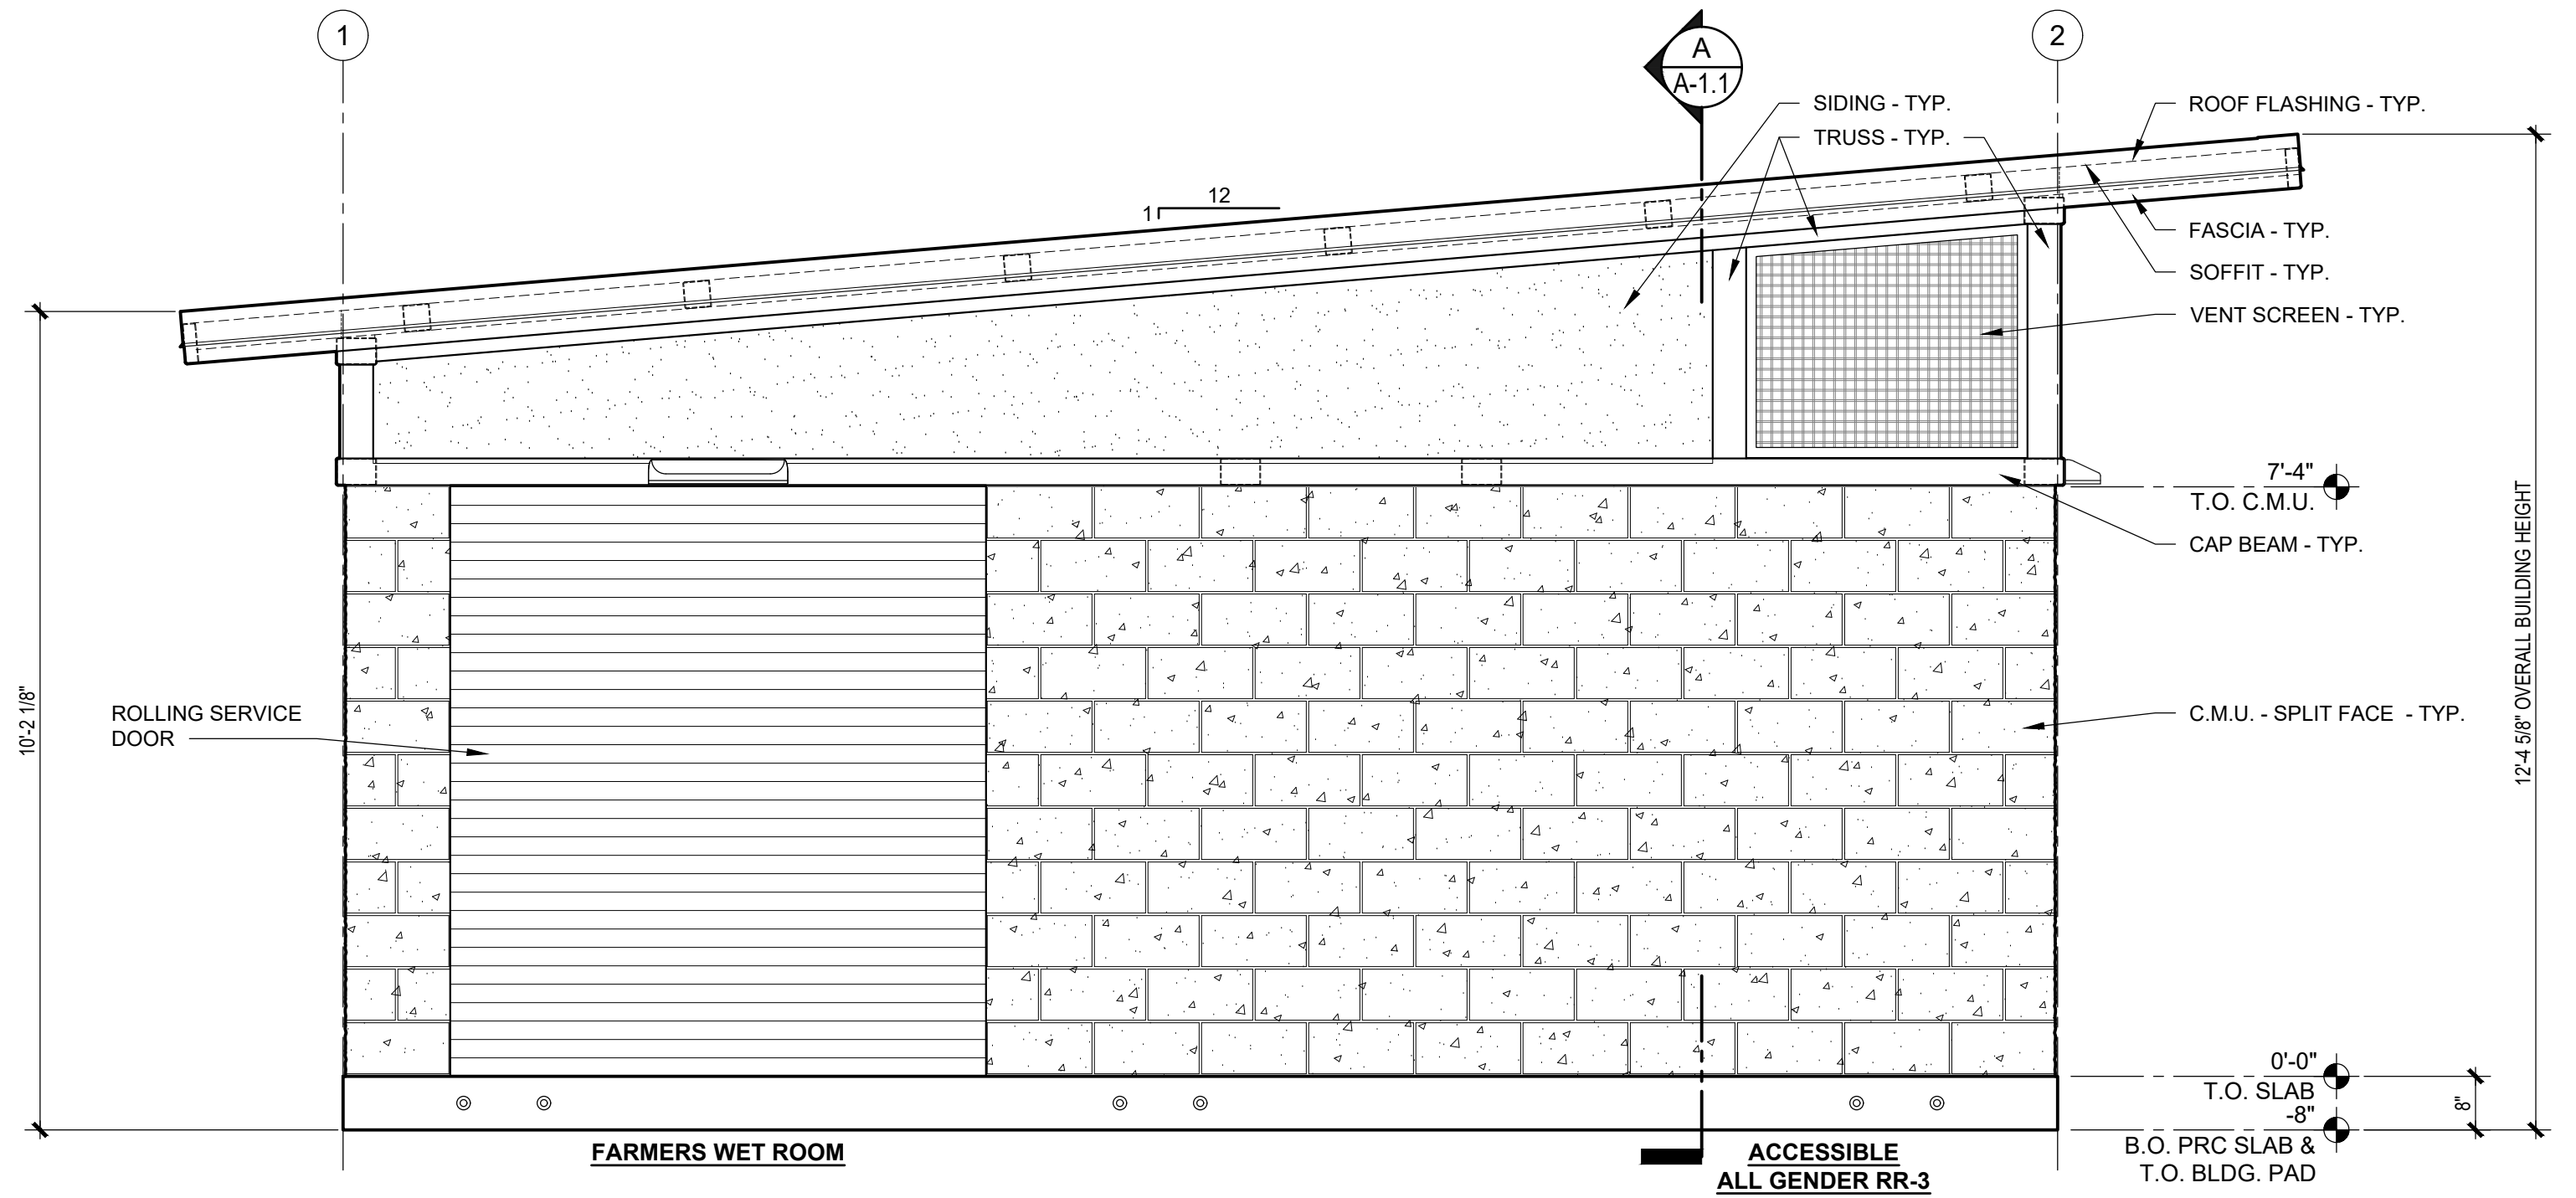 1
A
A-1.1
2
SIDING - TYP.
TRUSS - TYP.
ROOF FLASHING - TYP.
12
1
FASCIA - TYP.
SOFFIT - TYP.
VENT SCREEN - TYP.
7'-4"
T.O. C.M.U.
CAP BEAM - TYP.
12'-4 5/8" OVERALL BUILDING HEIGHT
10'-2 1/8"
ROLLING SERVICE
DOOR
C.M.U. - SPLIT FACE - TYP.
0'-0"
T.O. SLAB
8"
-8"
B.O. PRC SLAB &
T.O. BLDG. PAD
FARMERS WET ROOM
ACCESSIBLE
ALL GENDER RR-3